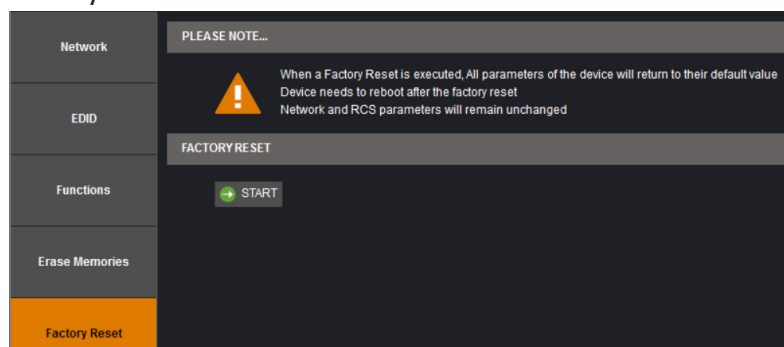 Network
EDID
Functions
Erase Memories
Factory Reset
PLEASE NOTE...
When a Factory Reset is executed, All parameters of the device will return to their default value
Device needs to reboot after the factory reset
Network and RCS parameters will remain unchanged
FACTORY RESET
START